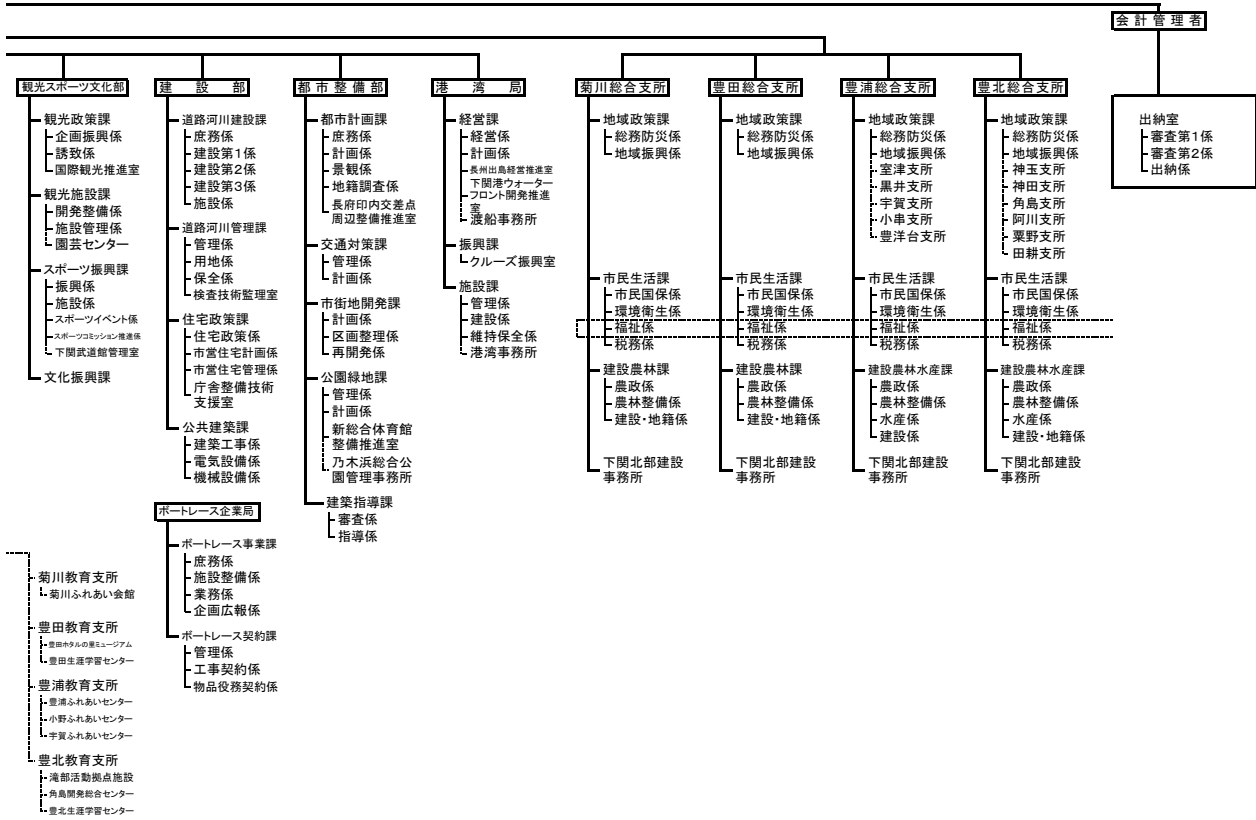 会計管理者
出納室
審査第1係
審査第2係
出納係
観光スポーツ文化部
観光政策課
企画振興係
誘致係
国際観光推進室
観光施設課
開発整備係
施設管理係
園芸センター
スポーツ振興課
振興係
施設係
スポーツイベント係
スポーツコミッション推進係
下関武道館管理室
文化振興課
建設部
道路河川建設課
庶務係
建設第1係
建設第2係
建設第3係
施設係
道路河川管理課
管理係
用地係
保全係
検査技術監理室
住宅政策課
住宅政策係
市営住宅計画係
市営住宅管理係
庁舎整備技術
支援室
公共建築課
建築工事係
電気設備係
機械設備係
都市整備部
都市計画課
庶務係
計画係
景観係
地籍調査係
長府印内交差点
周辺整備推進室
交通対策課
管理係
計画係
市街地開発課
計画係
区画整理係
再開発係
公園緑地課
管理係
計画係
新総合体育館
整備推進室
乃木浜総合公
園管理事務所
建築指導課
審査係
指導係
港湾局
経営課
経営係
計画係
長州出島経営推進室
下関港ウォーター
フロント開発推進
室
渡船事務所
振興課
クルーズ振興室
施設課
管理係
建設係
維持保全係
港湾事務所
菊川総合支所
地域政策課
総務防災係
地域振興係
市民生活課
市民国保係
環境衛生係
福祉係
税務係
建設農林課
農政係
農林整備係
建設・地籍係
下関北部建設
事務所
豊田総合支所
地域政策課
総務防災係
地域振興係
市民生活課
市民国保係
環境衛生係
福祉係
税務係
建設農林課
農政係
農林整備係
建設・地籍係
下関北部建設
事務所
豊浦総合支所
地域政策課
総務防災係
地域振興係
室津支所
黒井支所
宇賀支所
小串支所
豊洋台支所
市民生活課
市民国保係
環境衛生係
福祉係
税務係
建設農林水産課
農政係
農林整備係
水産係
建設係
下関北部建設
事務所
豊北総合支所
地域政策課
総務防災係
地域振興係
神玉支所
神田支所
角島支所
阿川支所
粟野支所
田耕支所
市民生活課
市民国保係
環境衛生係
福祉係
税務係
建設農林水産課
農政係
農林整備係
水産係
建設・地籍係
下関北部建設
事務所
ボートレース企業局
ボートレース事業課
庶務係
施設整備係
業務係
企画広報係
ボートレース契約課
管理係
工事契約係
物品役務契約係
菊川教育支所
菊川ふれあい会館
豊田教育支所
豊田ホタルの里ミュージアム
豊田生涯学習センター
豊浦教育支所
豊浦ふれあいセンター
小野ふれあいセンター
宇賀ふれあいセンター
豊北教育支所
滝部活動拠点施設
角島開発総合センター
豊北生涯学習センター